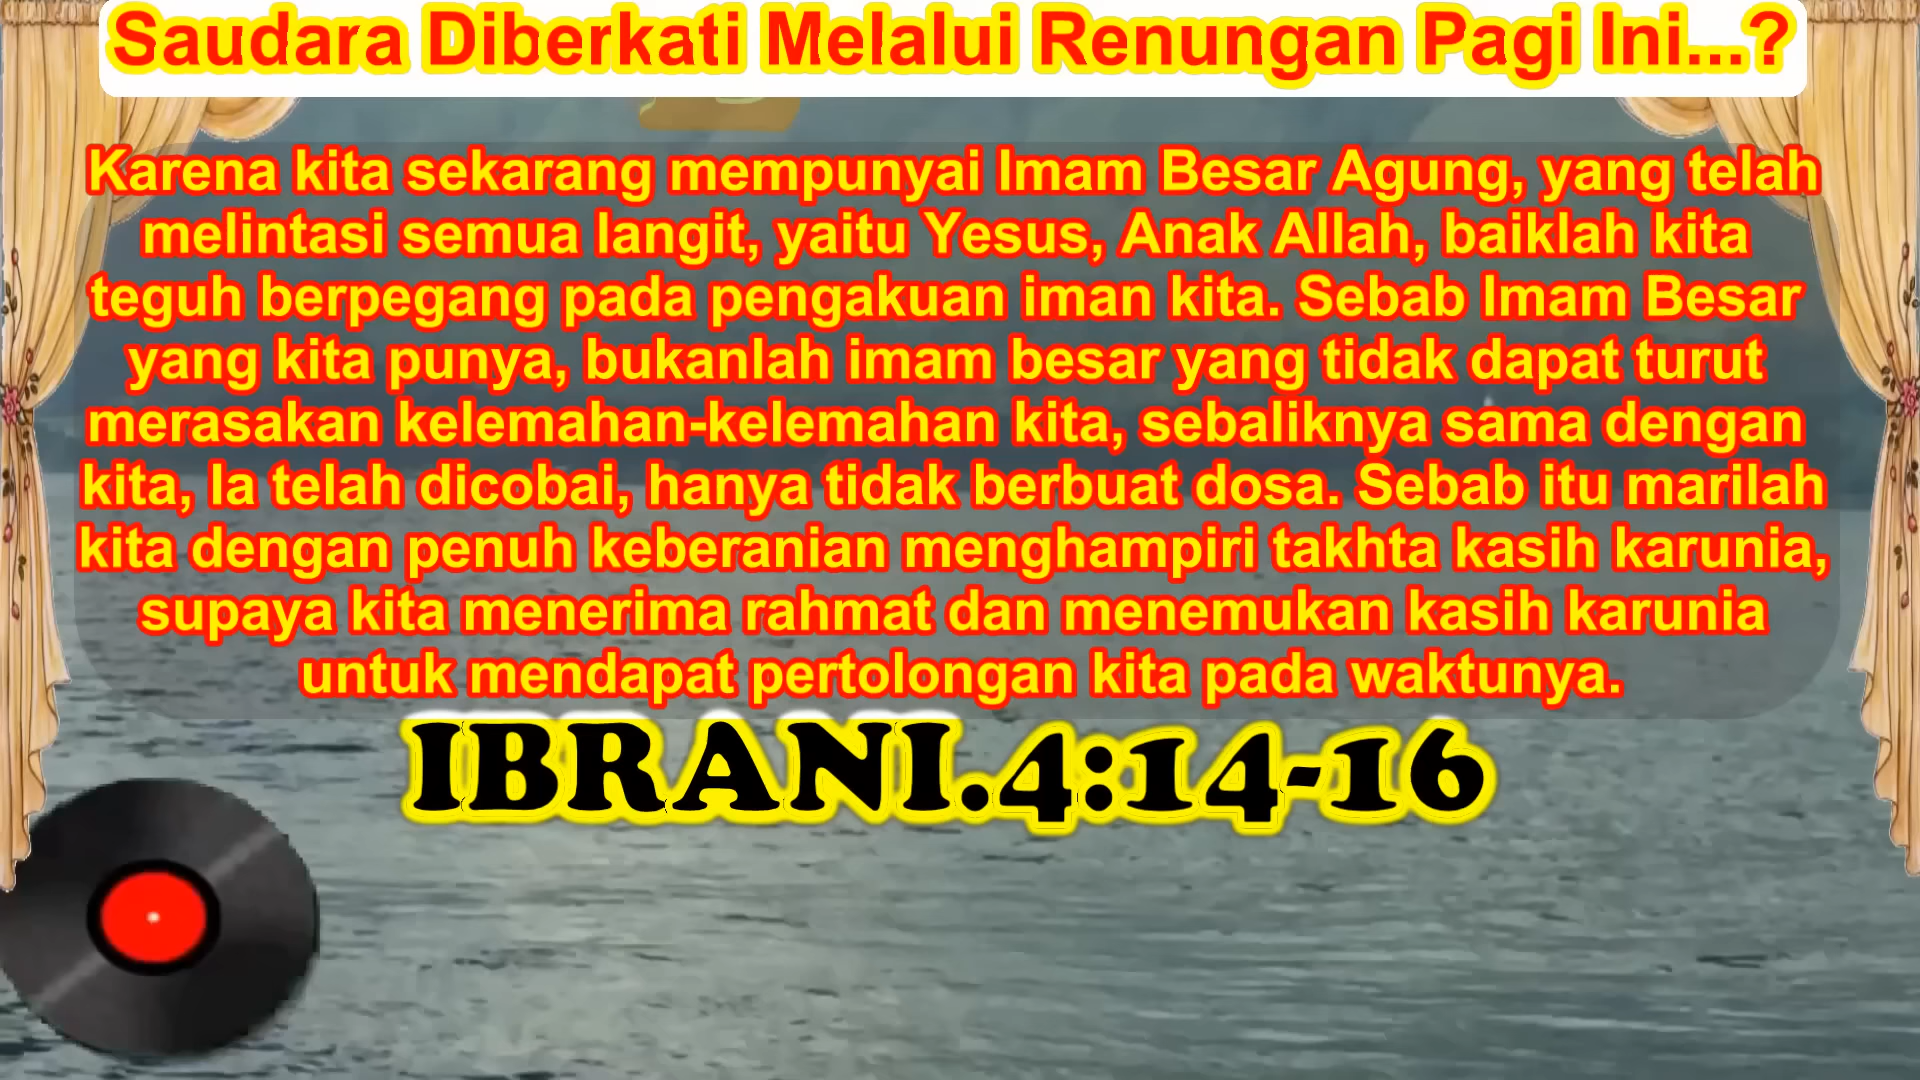 Saudara Diberkati Melalui Renungan Pagi Ini...?
Karena kita sekarang mempunyai Imam Besar Agung, yang telah
melintasi semua langit, yaitu Yesus, Anak Allah, baiklah kita
teguh berpegang pada pengakuan iman kita. Sebab Imam Besar
yang kita punya, bukanlah imam besar yang tidak dapat turut
merasakan kelemahan-kelemahan kita, sebaliknya sama dengan
kita, Ia telah dicobai, hanya tidak berbuat dosa. Sebab itu marilah
kita dengan penuh keberanian menghampiri takhta kasih karunia,
supaya kita menerima rahmat dan menemukan kasih karunia
untuk mendapat pertolongan kita pada waktunya.
IBRANI.4:14-16